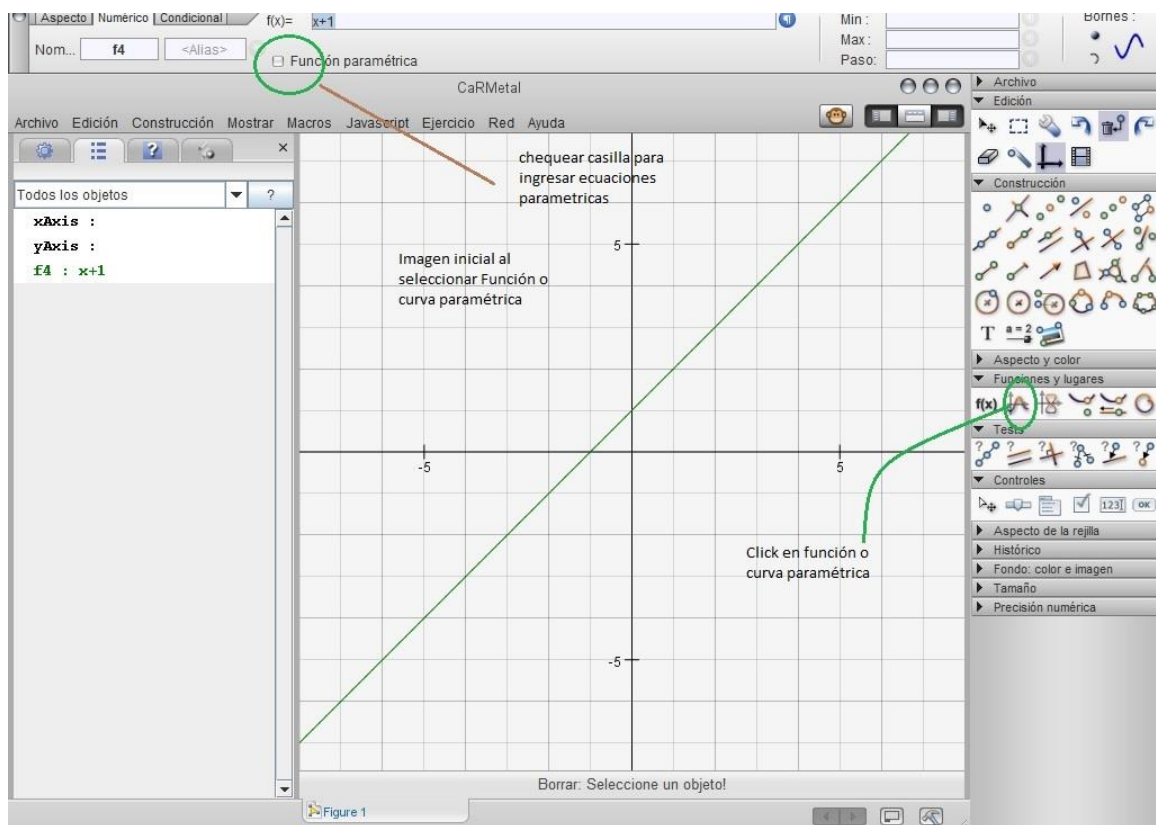 Aspecto Numérico Condicional f(x)= x+1 Min : Bornes :
Nom... f4 <Alias> Max :
Función paramétrica Paso:
CaRMetal
Archivo Edición Construcción Mostrar Macros Javascript Ejercicio Red Ayuda
Todos los objetos ?
xAxis :
yAxis :
f4 : x+1
chequear casilla para
ingresar ecuaciones
parametricas
Imagen inicial al
seleccionar Función o
curva paramétrica
5
-5
5
-5
Click en función o
curva paramétrica
Borrar: Seleccione un objeto!
Figure 1
Archivo
Edición
Construcción
T a = 2
Aspecto y color
Funciones y lugares
f(x)
Tests
Controles
123 OK
Aspecto de la rejilla
Histórico
Fondo: color e imagen
Tamaño
Precisión numérica